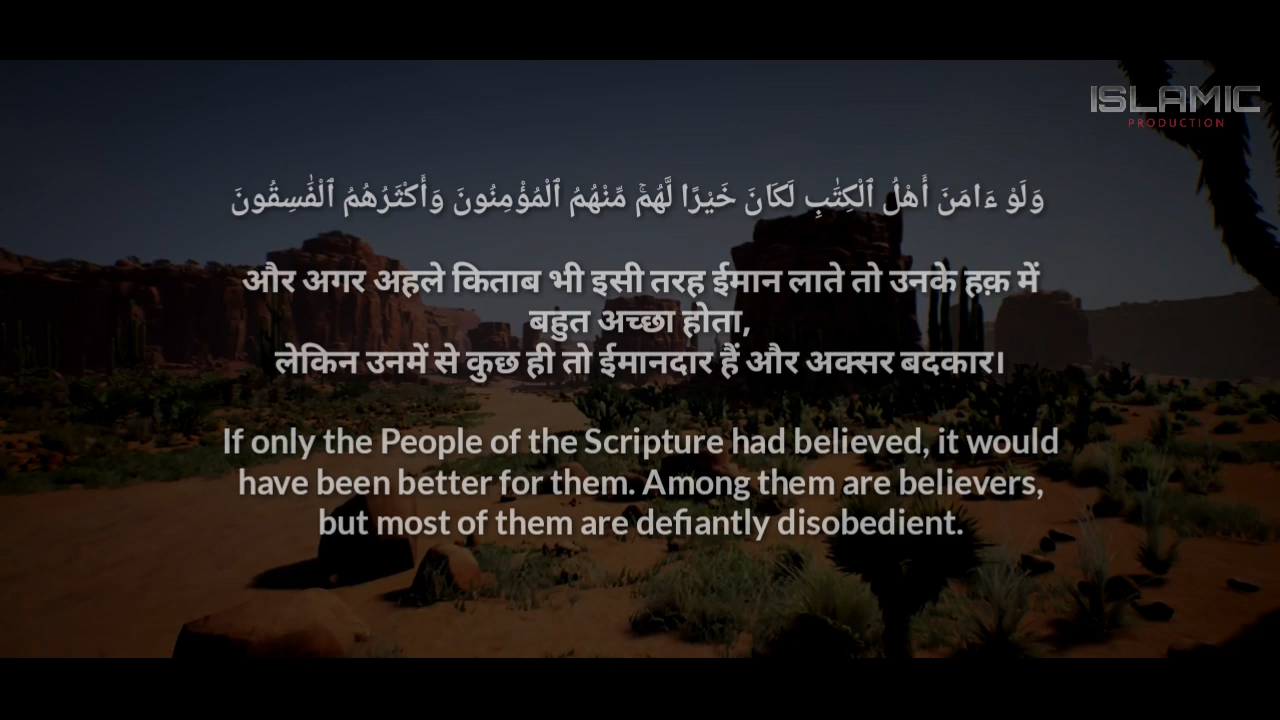 ISLAMIC
PRODUCTION
وَلَوْ ءَامَنَ أَهْلُ ٱلْكِتَٰبِ لَكَانَ خَيْرًا لَّهُمۚ مِّنْهُمُ ٱلْمُؤْمِنُونَ وَأَكْثَرُهُمُ ٱلْفَٰسِقُونَ
और अगर अहले किताब भी इसी तरह ईमान लाते तो उनके हक़ में
बहुत अच्छा होता,
लेकिन उनमें से कुछ ही तो ईमानदार हैं और अक्सर बदकार।
If only the People of the Scripture had believed, it would
have been better for them. Among them are believers,
but most of them are defiantly disobedient.